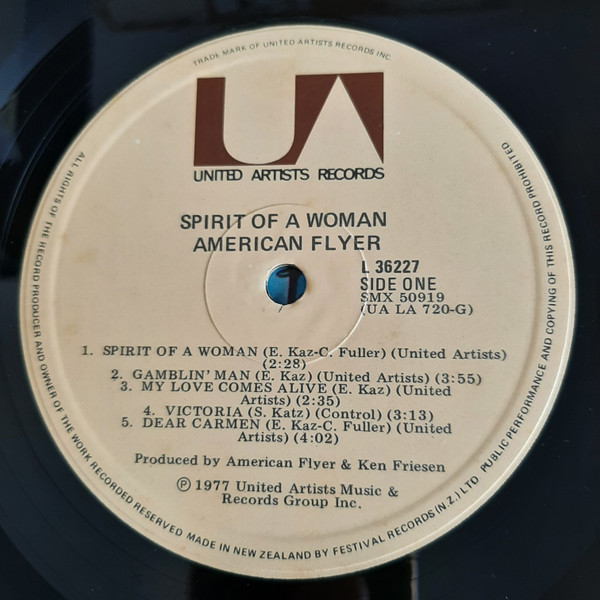 TRADE MARK OF UNITED ARTISTS RECORDS INC.
UA
UNITED ARTISTS RECORDS
SPIRIT OF A WOMAN
AMERICAN FLYER
L 36227
SIDE ONE
SMX 50919
(UA LA 720-G)
1. SPIRIT OF A WOMAN (E. Kaz-C. Fuller) (United Artists)
(2:28)
2. GAMBLIN' MAN (E. Kaz) (United Artists) (3:55)
3. MY LOVE COMES ALIVE (E. Kaz) (United
Artists) (2:35)
4. VICTORIA (S. Katz) (Control) (3:13)
5. DEAR CARMEN (E. Kaz-C. Fuller) (United
Artists) (4:02)
Produced by American Flyer & Ken Friesen
Ⓟ 1977 United Artists Music &
Records Group Inc.
ALL RIGHTS OF THE RECORD PRODUCER AND OWNER OF THE WORK RECORDED RESERVED MADE IN NEW ZEALAND BY FESTIVAL RECORDS (N.Z.) LTD PUBLIC PERFORMANCE AND COPYING OF THIS RECORD PROHIBITED